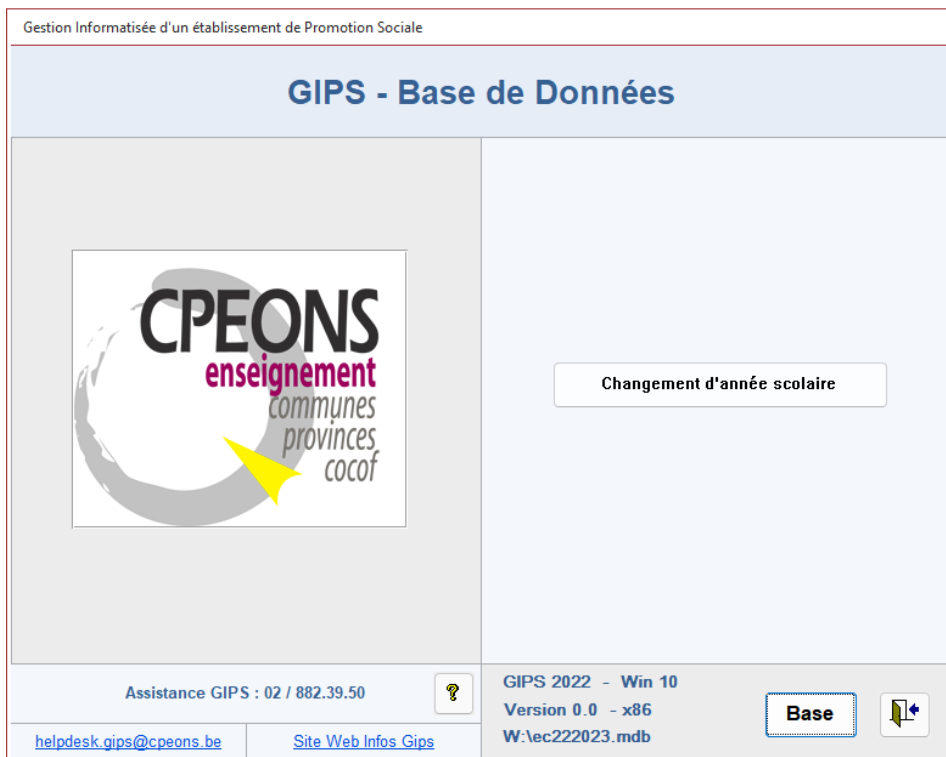 Gestion Informatisée d'un établissement de Promotion Sociale
GIPS - Base de Données
CPEONS
enseignement
communes
provinces
cocof
Changement d'année scolaire
Assistance GIPS : 02 / 882.39.50
?
helpdesk.gips@cpeons.be
Site Web Infos Gips
GIPS 2022 - Win 10
Version 0.0 - x86
W:\ec222023.mdb
Base